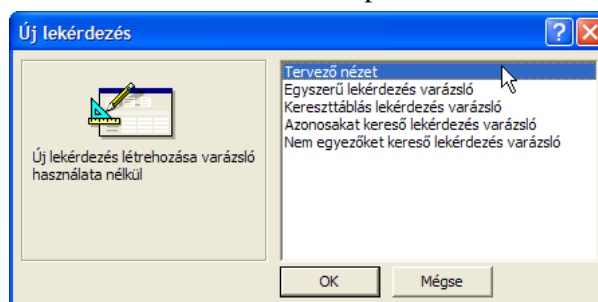 Új lekérdezés
Új lekérdezés létrehozása varázsló
használata nélkül
Tervező nézet
Egyszerű lekérdezés varázsló
Kereszttáblás lekérdezés varázsló
Azonosakat kereső lekérdezés varázsló
Nem egyezőket kereső lekérdezés varázsló
OK
Mégse